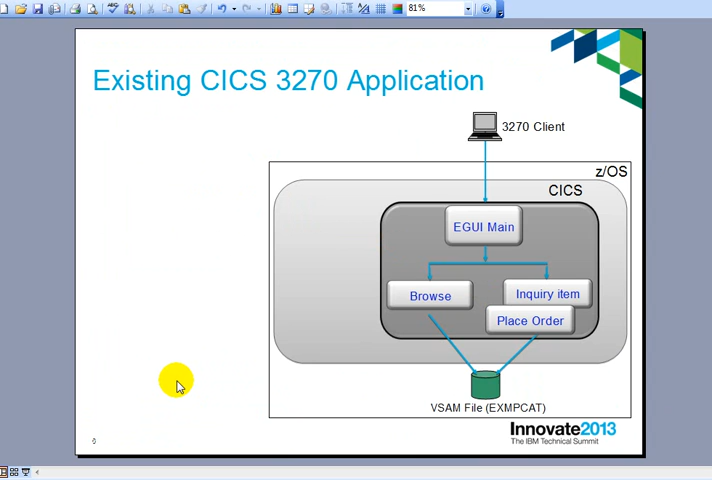 81%
Existing CICS 3270 Application
3270 Client
z/OS
CICS
EGUI Main
Browse
Inquiry item
Place Order
VSAM File (EXMPCAT)
Innovate2013
The IBM Technical Summit